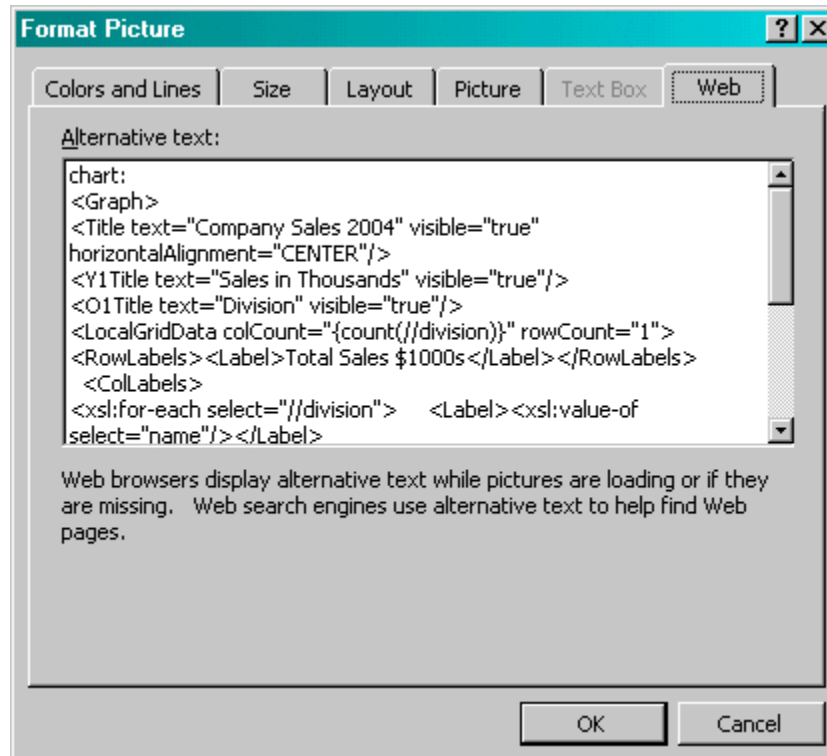 Format Picture
Colors and Lines Size Layout Picture Text Box Web
Alternative text:
chart:
<Graph>
<Title text="Company Sales 2004" visible="true"
horizontalAlignment="CENTER"/>
<Y1Title text="Sales in Thousands" visible="true"/>
<O1Title text="Division" visible="true"/>
<LocalGridData colCount="{count(//division)}" rowCount="1">
<RowLabels><Label>Total Sales $1000s</Label></RowLabels>
<ColLabels>
<xsl:for-each select="//division"> <Label><xsl:value-of
select="name"/></Label>
Web browsers display alternative text while pictures are loading or if they
are missing. Web search engines use alternative text to help find Web
pages.
OK Cancel